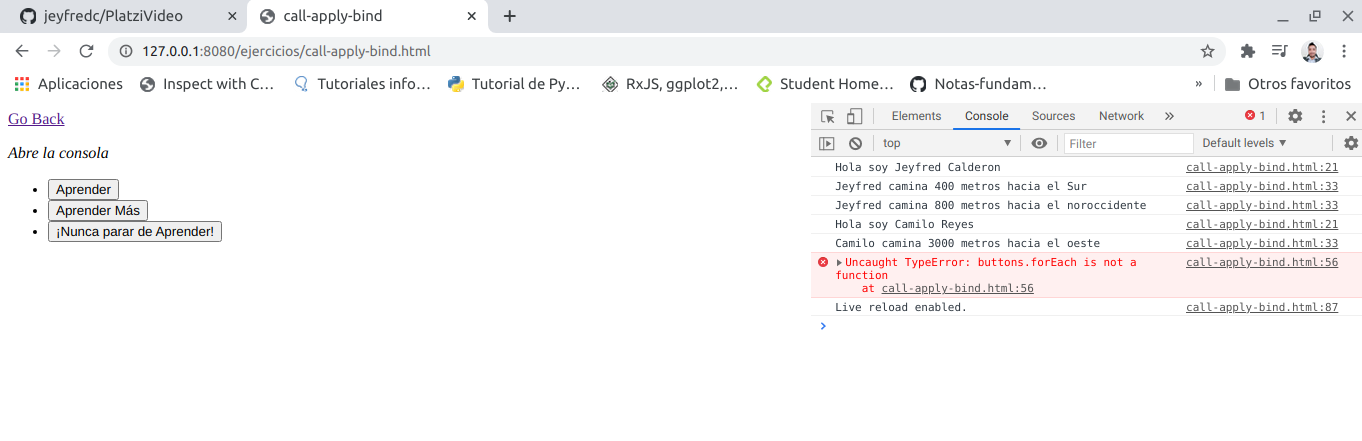 jeyfredc/PlatziVideo
call-apply-bind
127.0.0.1:8080/ejercicios/call-apply-bind.html
Aplicaciones
Inspect with C...
Tutoriales info...
Tutorial de Py...
RxJS, ggplot2,...
Student Home...
Notas-fundam...
»
Otros favoritos
Go Back
Abre la consola
Aprender
Aprender Más
¡Nunca parar de Aprender!
Elements Console Sources Network » 1
top Filter Default levels
Hola soy Jeyfred Calderon call-apply-bind.html:21
Jeyfred camina 400 metros hacia el Sur call-apply-bind.html:33
Jeyfred camina 800 metros hacia el noroccidente call-apply-bind.html:33
Hola soy Camilo Reyes call-apply-bind.html:21
Camilo camina 3000 metros hacia el oeste call-apply-bind.html:33
Uncaught TypeError: buttons.forEach is not a call-apply-bind.html:56
function
at call-apply-bind.html:56
Live reload enabled. call-apply-bind.html:87